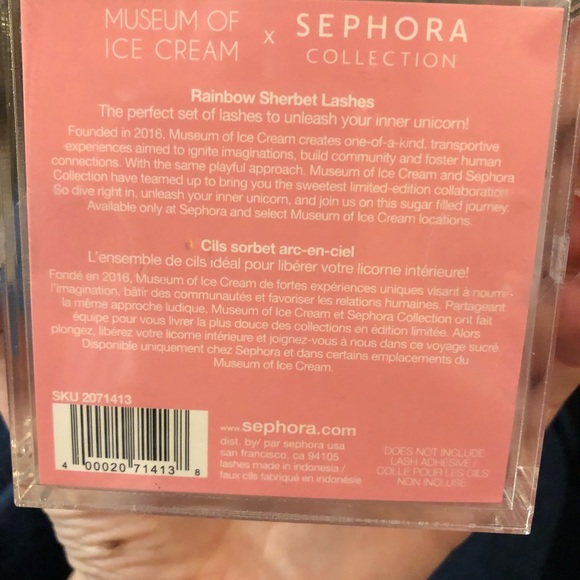 MUSEUM OF ICE CREAM x SEPHORA COLLECTION
Rainbow Sherbet Lashes
The perfect set of lashes to unleash your inner unicorn!
Founded in 2016, Museum of Ice Cream creates one-of-a-kind, transportive
experiences aimed to ignite imaginations, build community and foster human
connections. With the same playful approach, Museum of Ice Cream and Sephora
Collection have teamed up to bring you the sweetest limited-edition collaboration.
So dive right in, unleash your inner unicorn, and join us on this sugar filled journey.
Available only at Sephora and select Museum of Ice Cream locations.
Cils sorbet arc-en-ciel
L'ensemble de cils idéal pour libérer votre licorne intérieure!
Fondé en 2016, Museum of Ice Cream de fortes expériences uniques visant à nourrir
l'imagination, bâtir des communautés et favoriser les relations humaines. Partageant
la même approche ludique, Museum of Ice Cream et Sephora Collection ont fait
équipe pour vous livrer la plus douce des collections en édition limitée. Alors
plongez, libérez votre licorne intérieure et joignez-vous à nous dans ce voyage sucré.
Disponible uniquement chez Sephora et dans certains emplacements du
Museum of Ice Cream.
SKU 2071413
4 00020 71413 8
www.sephora.com
dist. by/ par sephora usa
san francisco, ca 94105
lashes made in indonesia /
faux cils fabriqué en indonésie
DOES NOT INCLUDE
LASH ADHESIVE /
COLLE POUR LES CILS
NON INCLUSE